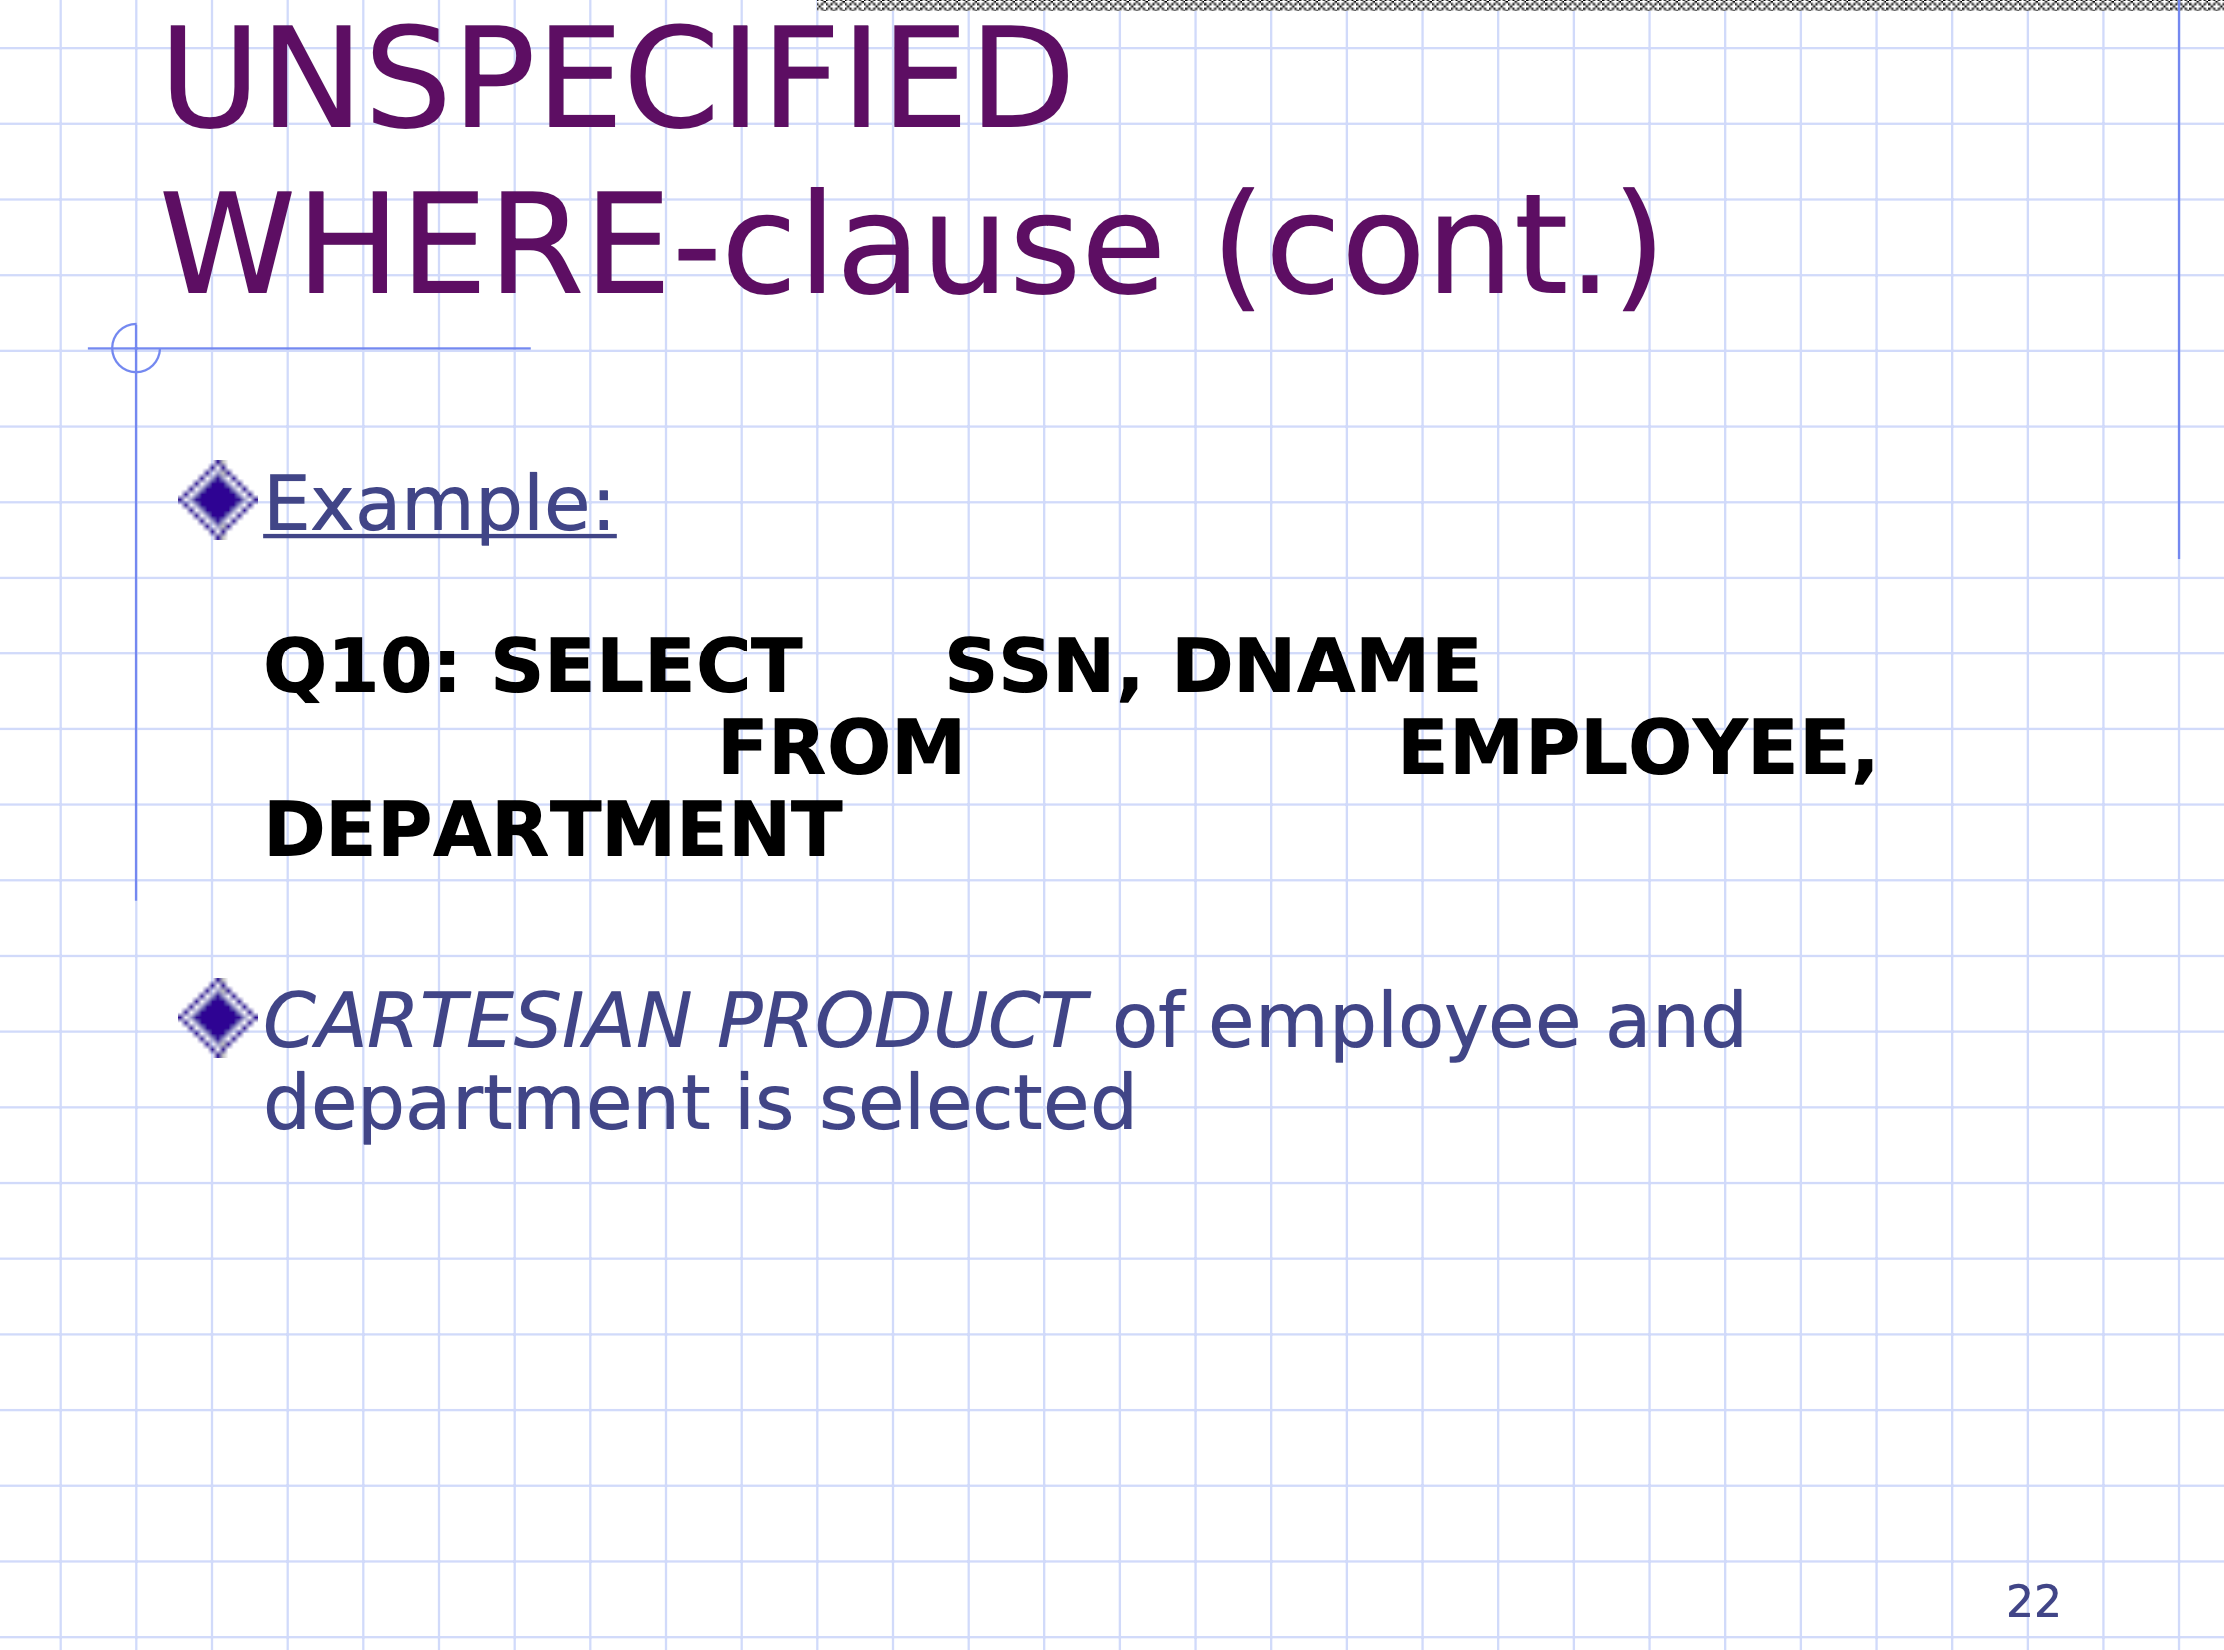 UNSPECIFIED
WHERE-clause (cont.)
Example:
Q10: SELECT SSN, DNAME
FROM EMPLOYEE,
DEPARTMENT
CARTESIAN PRODUCT of employee and
department is selected
22